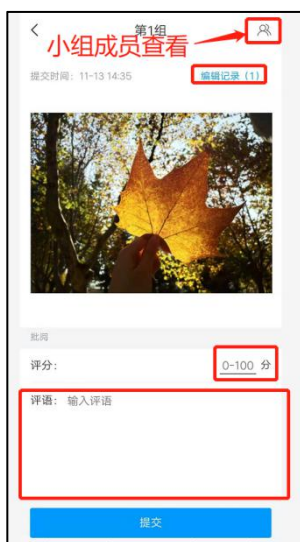 第1组
小组成员查看
提交时间：11-13 14:35 编辑记录（1）
批阅
评分： 0-100 分
评语： 输入评语
提交